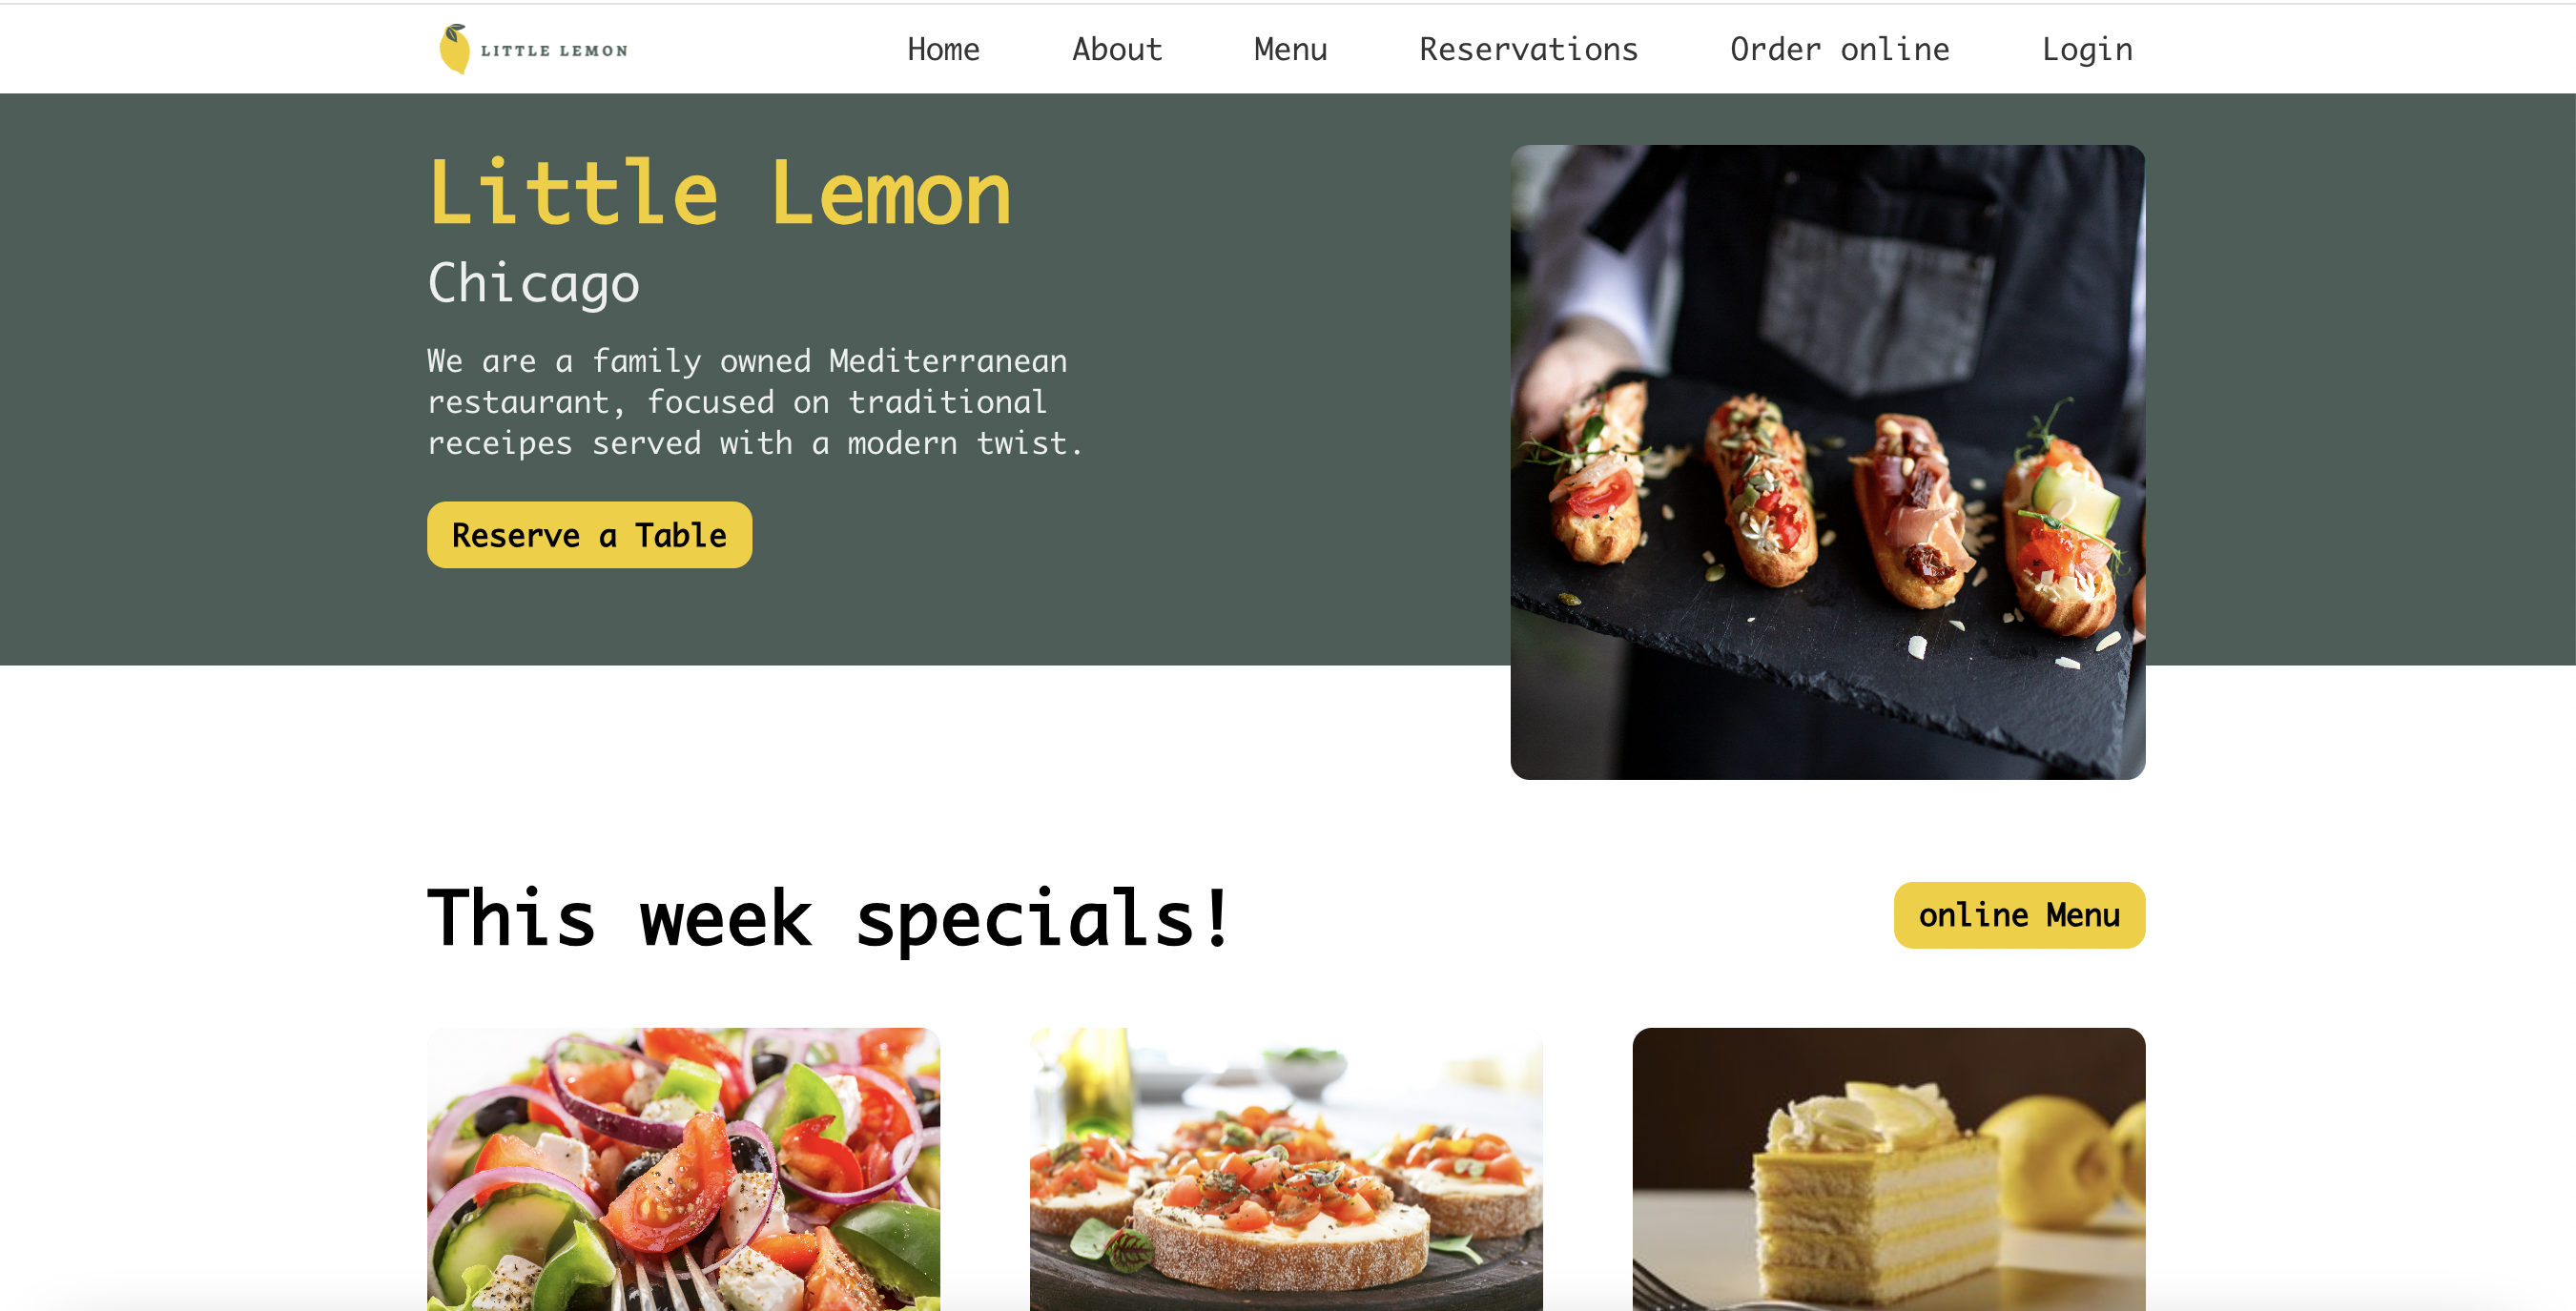 LITTLE LEMON
Home About Menu Reservations Order online Login
Little Lemon
Chicago
We are a family owned Mediterranean
restaurant, focused on traditional
receipes served with a modern twist.
Reserve a Table
This week specials!
online Menu